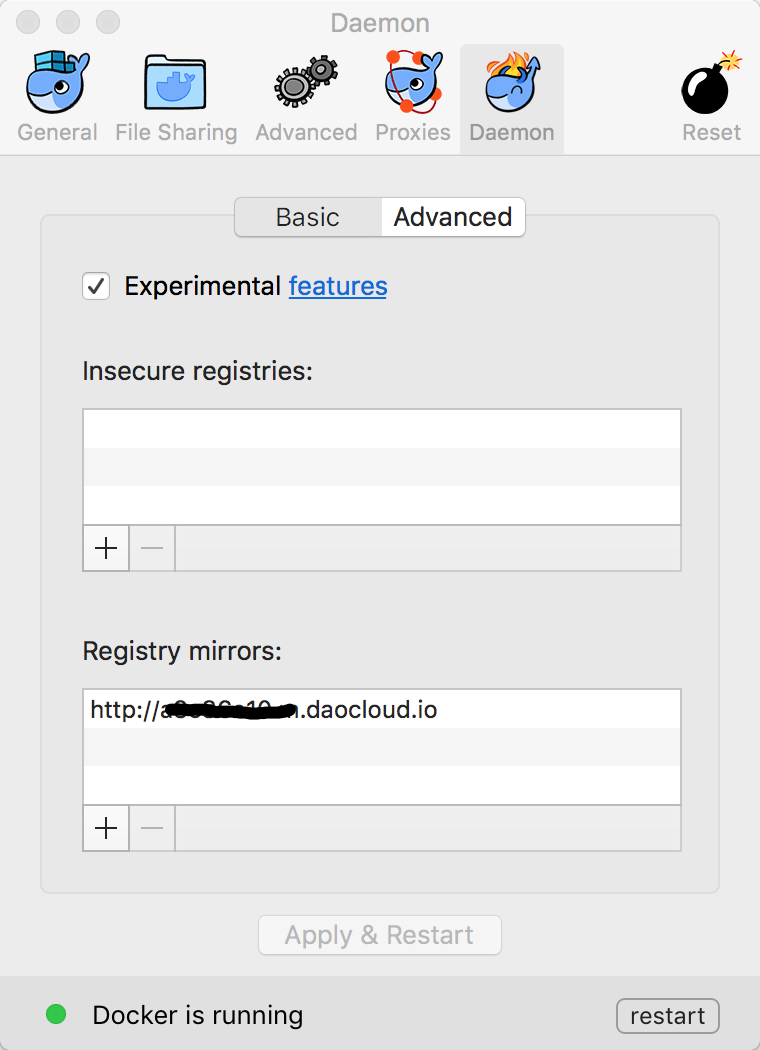 Daemon
General File Sharing Advanced Proxies Daemon Reset
Basic Advanced
Experimental features
Insecure registries:
Registry mirrors:
http:// .daocloud.io
Apply & Restart
Docker is running restart